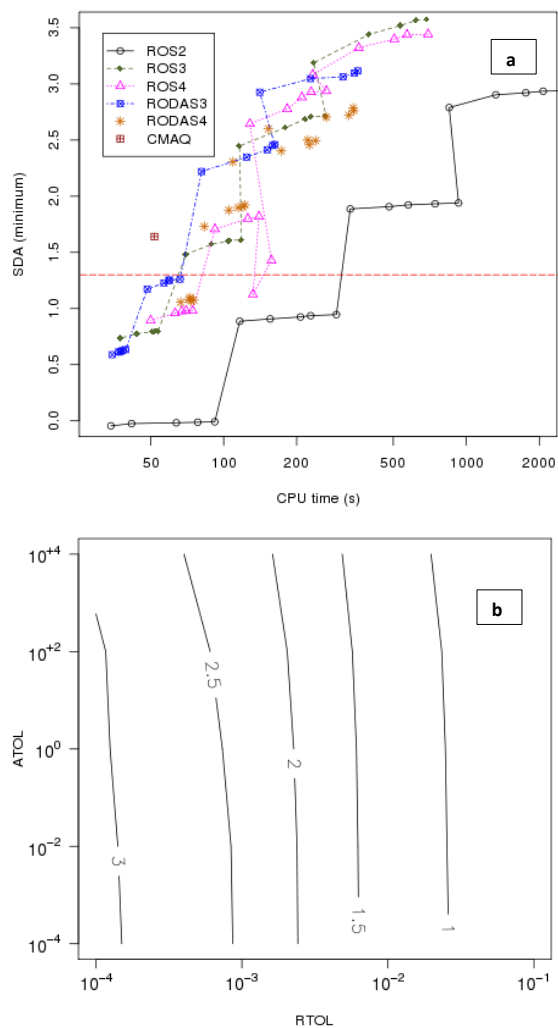 a
ROS2
ROS3
ROS4
RODAS3
RODAS4
CMAQ
SDA (minimum)
3.5
3.0
2.5
2.0
1.5
1.0
0.5
0.0
50 100 200 500 1000 2000
CPU time (s)
b
ATOL
10+4
10+2
100
10−2
10−4
3
2.5
2
1.5
1
10−4 10−3 10−2 10−1
RTOL